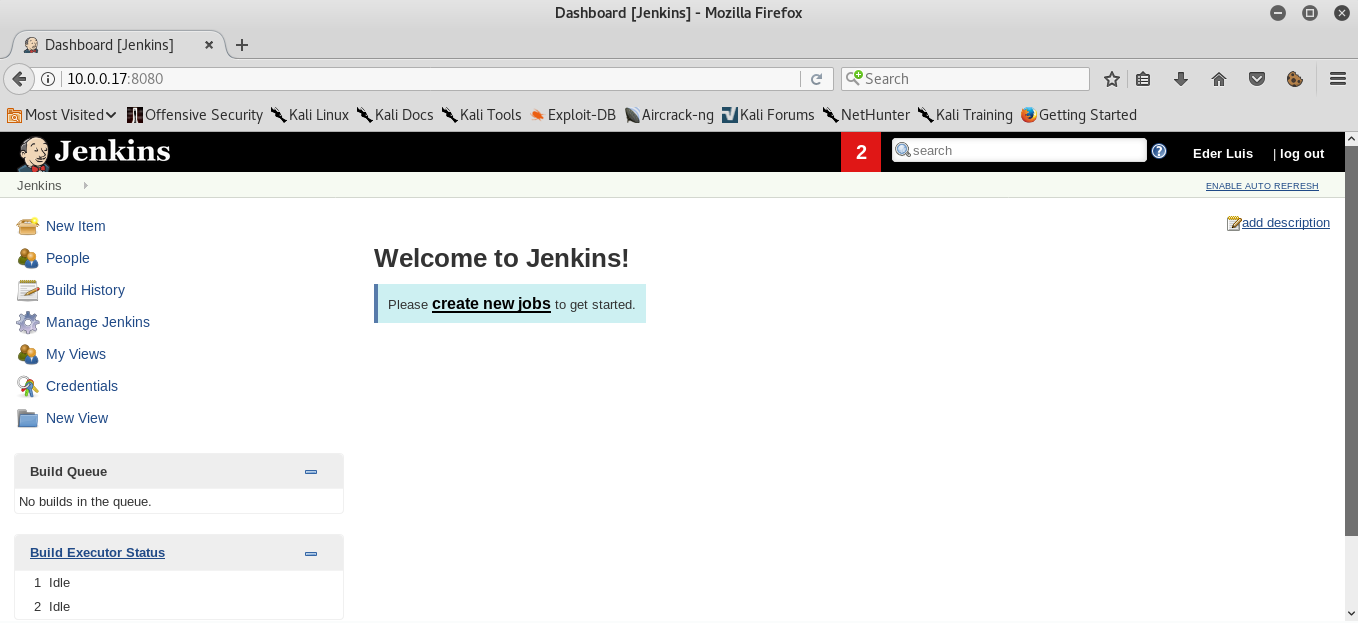 Dashboard [Jenkins] - Mozilla Firefox
Dashboard [Jenkins]
10.0.0.17:8080
Search
Most Visited Offensive Security Kali Linux Kali Docs Kali Tools Exploit-DB Aircrack-ng Kali Forums NetHunter Kali Training Getting Started
Jenkins 2 search Eder Luis | log out
Jenkins ENABLE AUTO REFRESH
add description
New Item
People
Build History
Manage Jenkins
My Views
Credentials
New View
Welcome to Jenkins!
Please create new jobs to get started.
Build Queue
No builds in the queue.
Build Executor Status
1 Idle
2 Idle